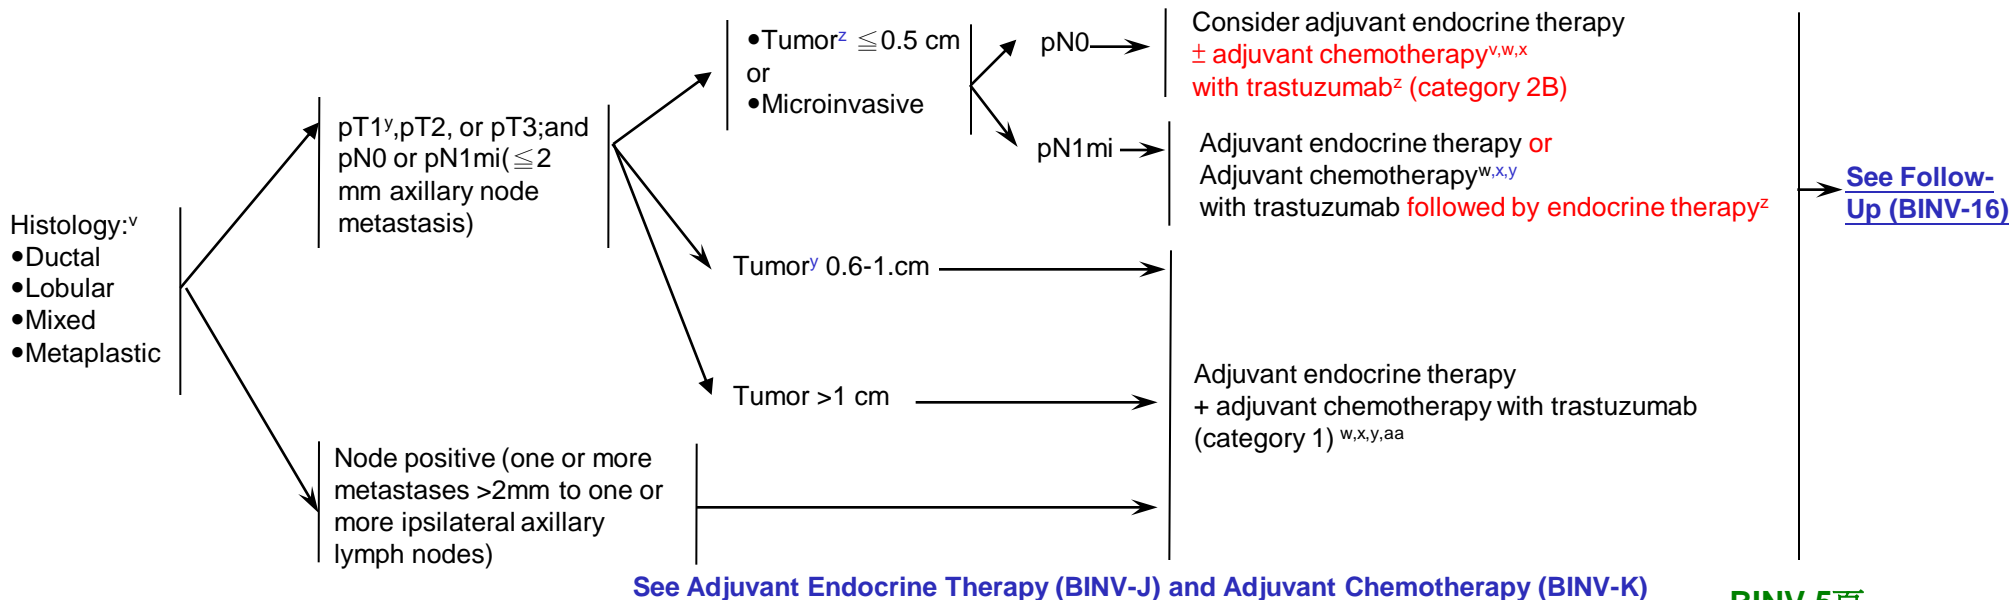 Histology:v
●Ductal
●Lobular
●Mixed
●Metaplastic
pT1y,pT2, or pT3;and
pN0 or pN1mi(≦2
mm axillary node
metastasis)
Node positive (one or more
metastases >2mm to one or
more ipsilateral axillary
lymph nodes)
●Tumorz ≦0.5 cm
or
●Microinvasive
pN0
pN1mi
Tumory 0.6-1.cm
Tumor >1 cm
Consider adjuvant endocrine therapy
± adjuvant chemotherapyv,w,x
with trastuzumabz (category 2B)
Adjuvant endocrine therapy or
Adjuvant chemotherapyw,x,y
with trastuzumab followed by endocrine therapyz
Adjuvant endocrine therapy
+ adjuvant chemotherapy with trastuzumab
(category 1) w,x,y,aa
See Follow-
Up (BINV-16)
See Adjuvant Endocrine Therapy (BINV-J) and Adjuvant Chemotherapy (BINV-K)
BINV-5頁